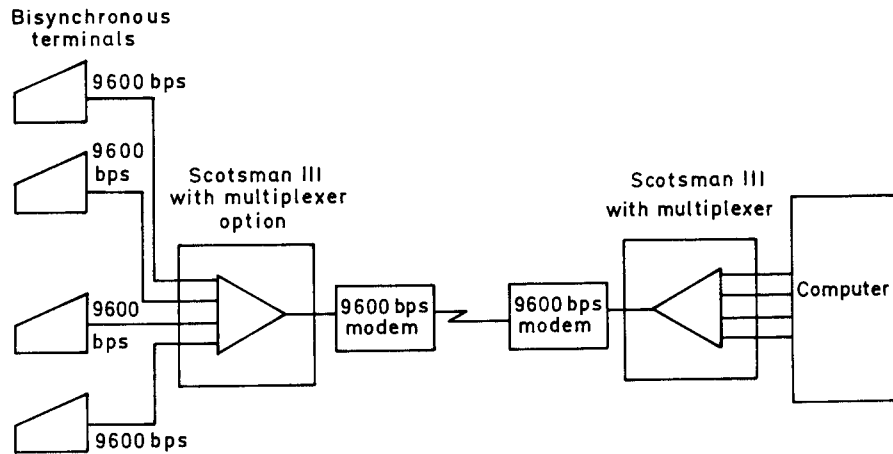 Bisynchronous
terminals
9600 bps
9600
bps
9600
bps
9600 bps
Scotsman III
with multiplexer
option
9600 bps
modem
9600 bps
modem
Scotsman III
with multiplexer
Computer